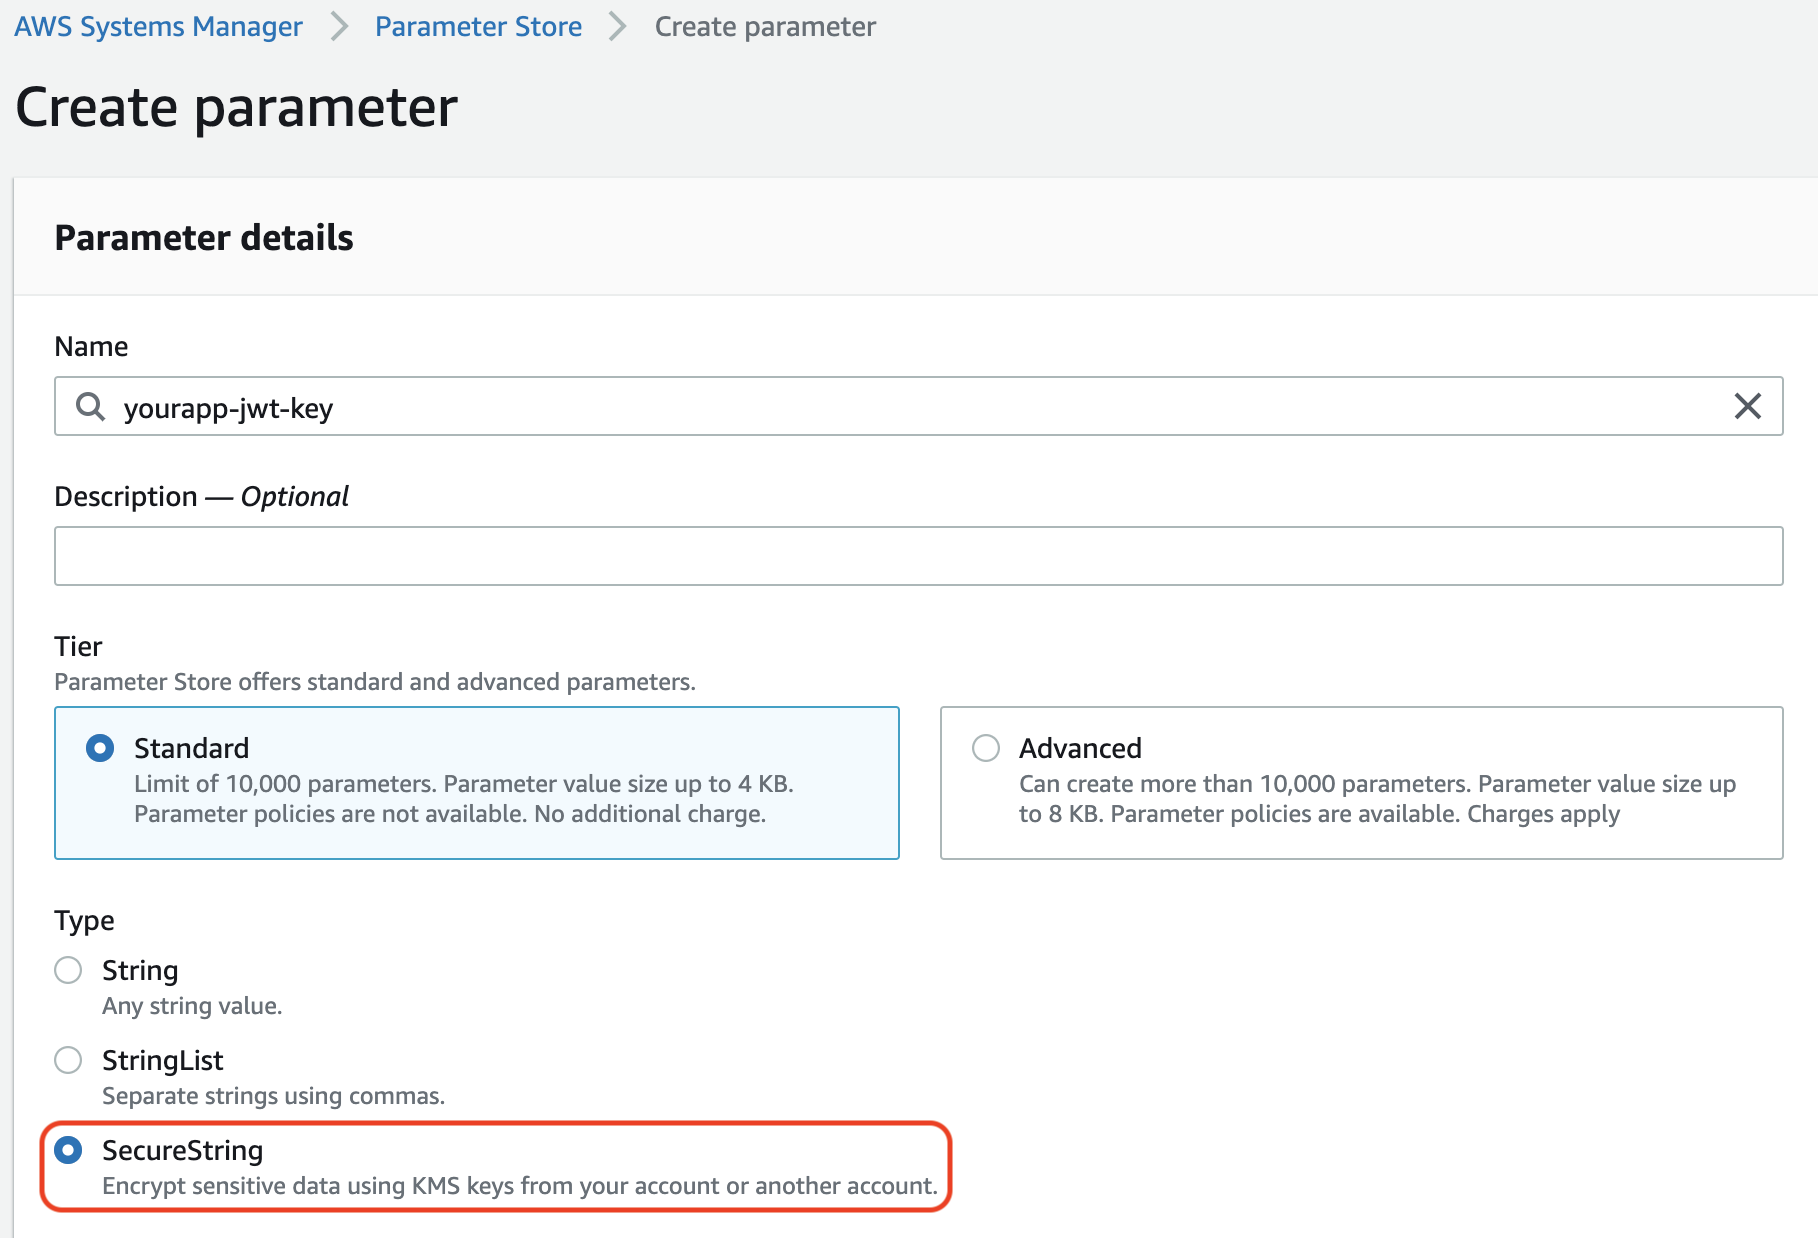 AWS Systems Manager > Parameter Store > Create parameter
Create parameter
Parameter details
Name
yourapp-jwt-key
Description — Optional
Tier
Parameter Store offers standard and advanced parameters.
Standard
Limit of 10,000 parameters. Parameter value size up to 4 KB.
Parameter policies are not available. No additional charge.
Advanced
Can create more than 10,000 parameters. Parameter value size up
to 8 KB. Parameter policies are available. Charges apply
Type
String
Any string value.
StringList
Separate strings using commas.
SecureString
Encrypt sensitive data using KMS keys from your account or another account.